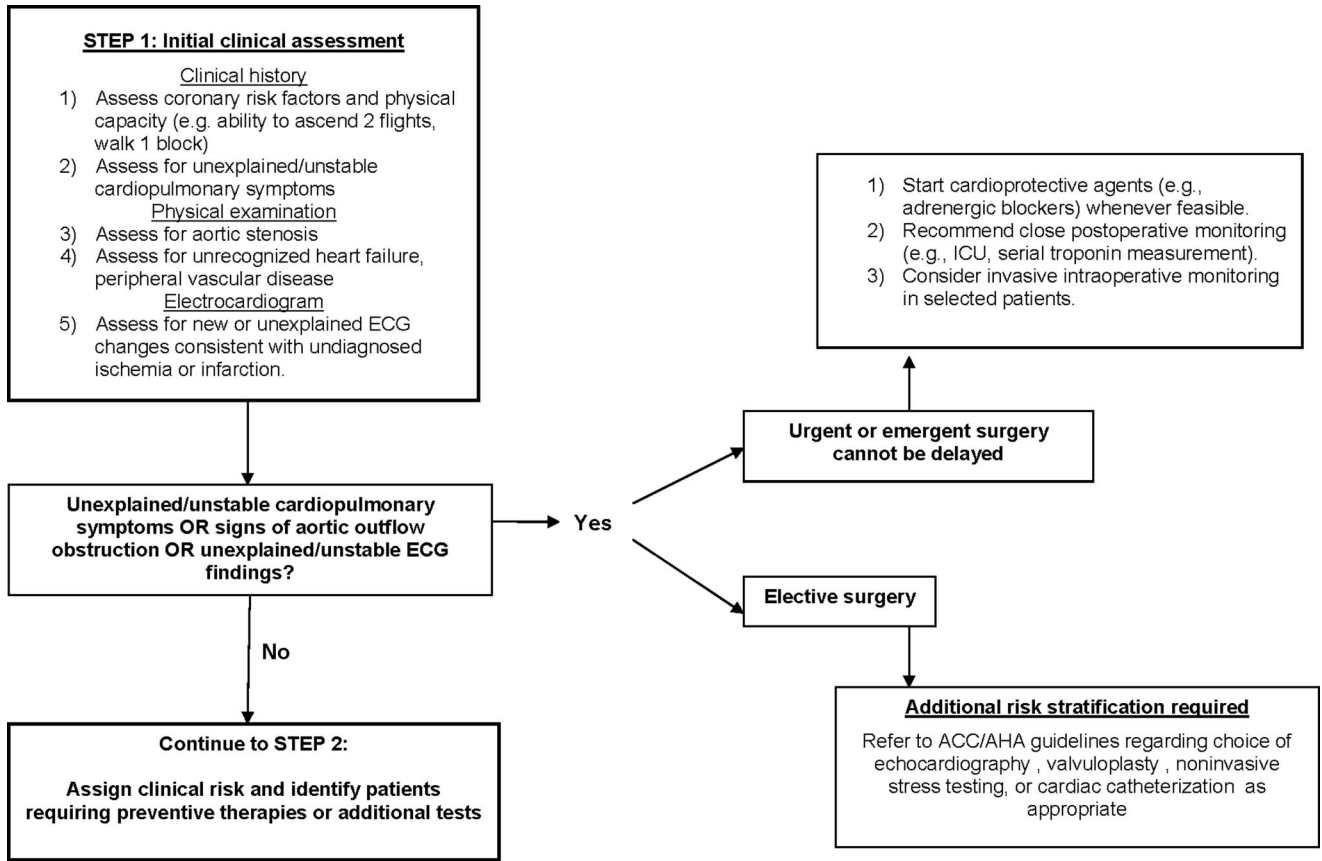 STEP 1: Initial clinical assessment
Clinical history
1) Assess coronary risk factors and physical
capacity (e.g. ability to ascend 2 flights,
walk 1 block)
2) Assess for unexplained/unstable
cardiopulmonary symptoms
Physical examination
3) Assess for aortic stenosis
4) Assess for unrecognized heart failure,
peripheral vascular disease
Electrocardiogram
5) Assess for new or unexplained ECG
changes consistent with undiagnosed
ischemia or infarction.
1) Start cardioprotective agents (e.g.,
adrenergic blockers) whenever feasible.
2) Recommend close postoperative monitoring
(e.g., ICU, serial troponin measurement).
3) Consider invasive intraoperative monitoring
in selected patients.
Urgent or emergent surgery
cannot be delayed
Unexplained/unstable cardiopulmonary
symptoms OR signs of aortic outflow
obstruction OR unexplained/unstable ECG
findings?
Yes
Elective surgery
No
Additional risk stratification required
Refer to ACC/AHA guidelines regarding choice of
echocardiography , valvuloplasty , noninvasive
stress testing, or cardiac catheterization as
appropriate
Continue to STEP 2:
Assign clinical risk and identify patients
requiring preventive therapies or additional tests